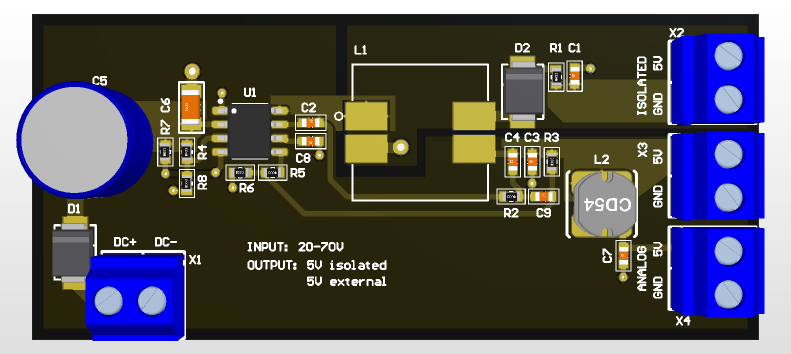 X2
L1
D2
R1
C1
5V
ISOLATED
GND
C5
C6
U1
C2
R7
R4
C8
C4
C3
R3
X3
5V
GND
L2
R8
R6
R5
CD54
R2
C9
D1
DC+
DC-
X1
INPUT: 20-70V
OUTPUT: 5V isolated
5V external
C7
5V
ANALOG
GND
X4